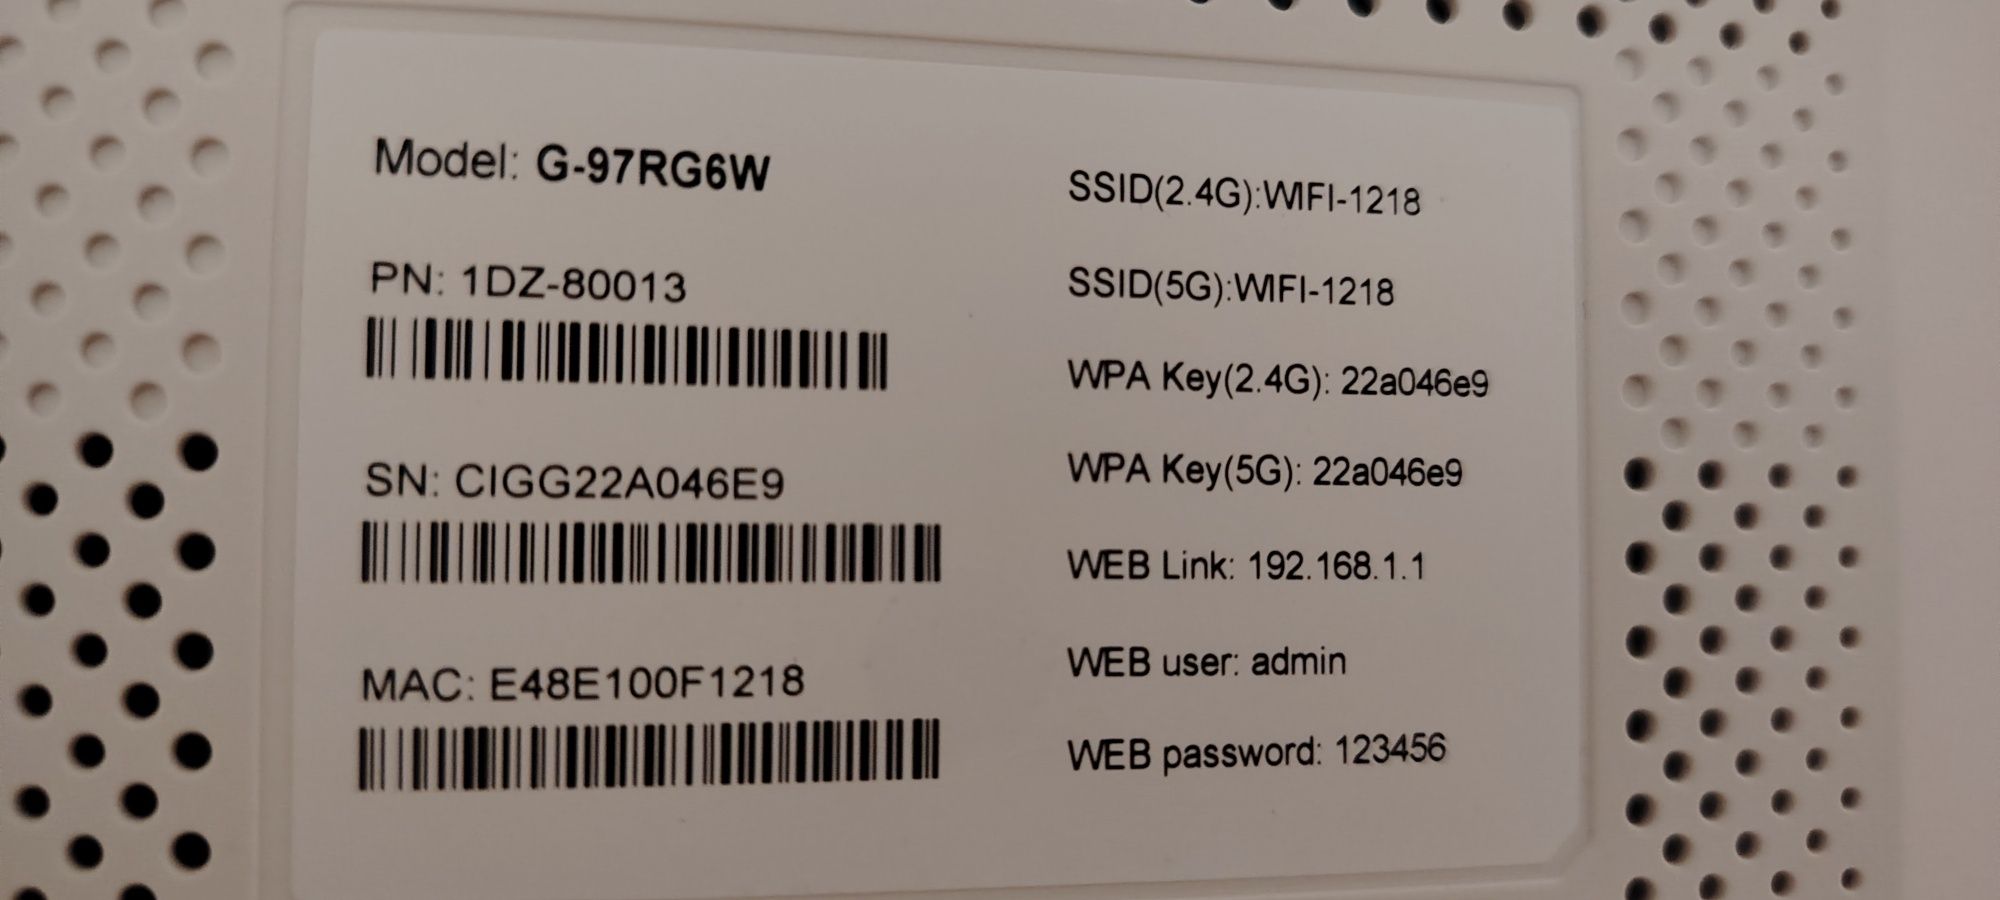 Model: G-97RG6W
PN: 1DZ-80013
SN: CIGG22A046E9
MAC: E48E100F1218
SSID(2.4G):WIFI-1218
SSID(5G):WIFI-1218
WPA Key(2.4G): 22a046e9
WPA Key(5G): 22a046e9
WEB Link: 192.168.1.1
WEB user: admin
WEB password: 123456